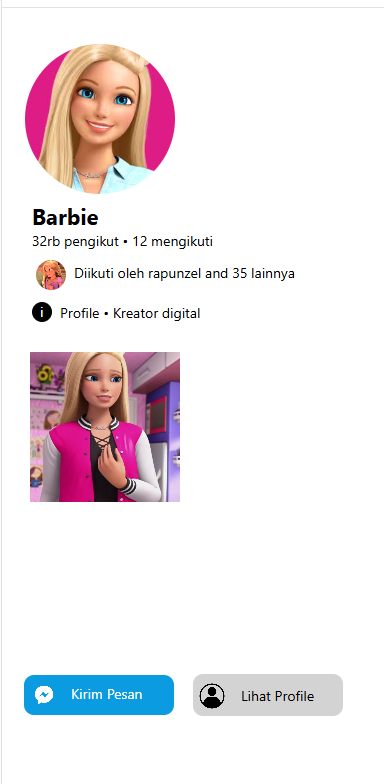 Barbie
32rb pengikut • 12 mengikuti
Diikuti oleh rapunzel and 35 lainnya
i Profile • Kreator digital
Kirim Pesan
Lihat Profile